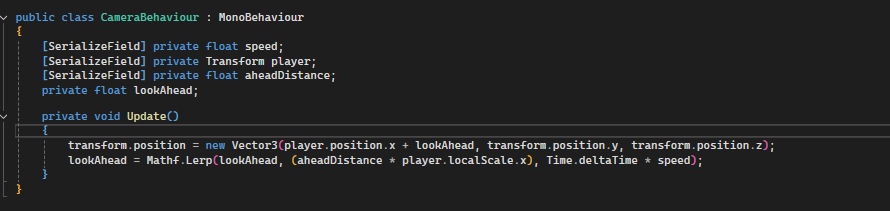 public class CameraBehaviour : MonoBehaviour
{
[SerializeField] private float speed;
[SerializeField] private Transform player;
[SerializeField] private float aheadDistance;
private float lookAhead;
private void Update()
{
transform.position = new Vector3(player.position.x + lookAhead, transform.position.y, transform.position.z);
lookAhead = Mathf.Lerp(lookAhead, (aheadDistance * player.localScale.x), Time.deltaTime * speed);
}
}